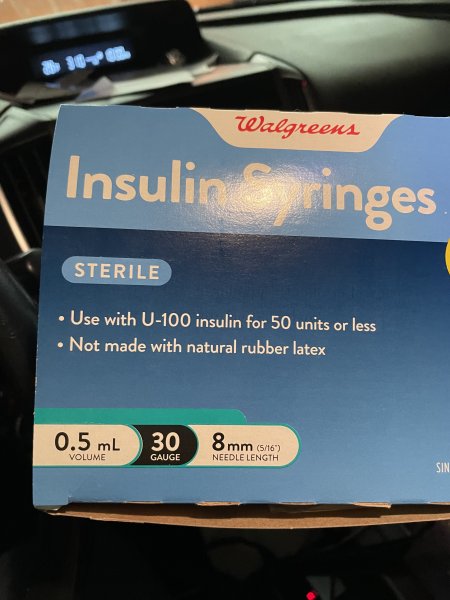 Walgreens
Insulin Syringes
STERILE
• Use with U-100 insulin for 50 units or less
• Not made with natural rubber latex
0.5 mL
VOLUME
30
GAUGE
8mm (5/16")
NEEDLE LENGTH
SIN